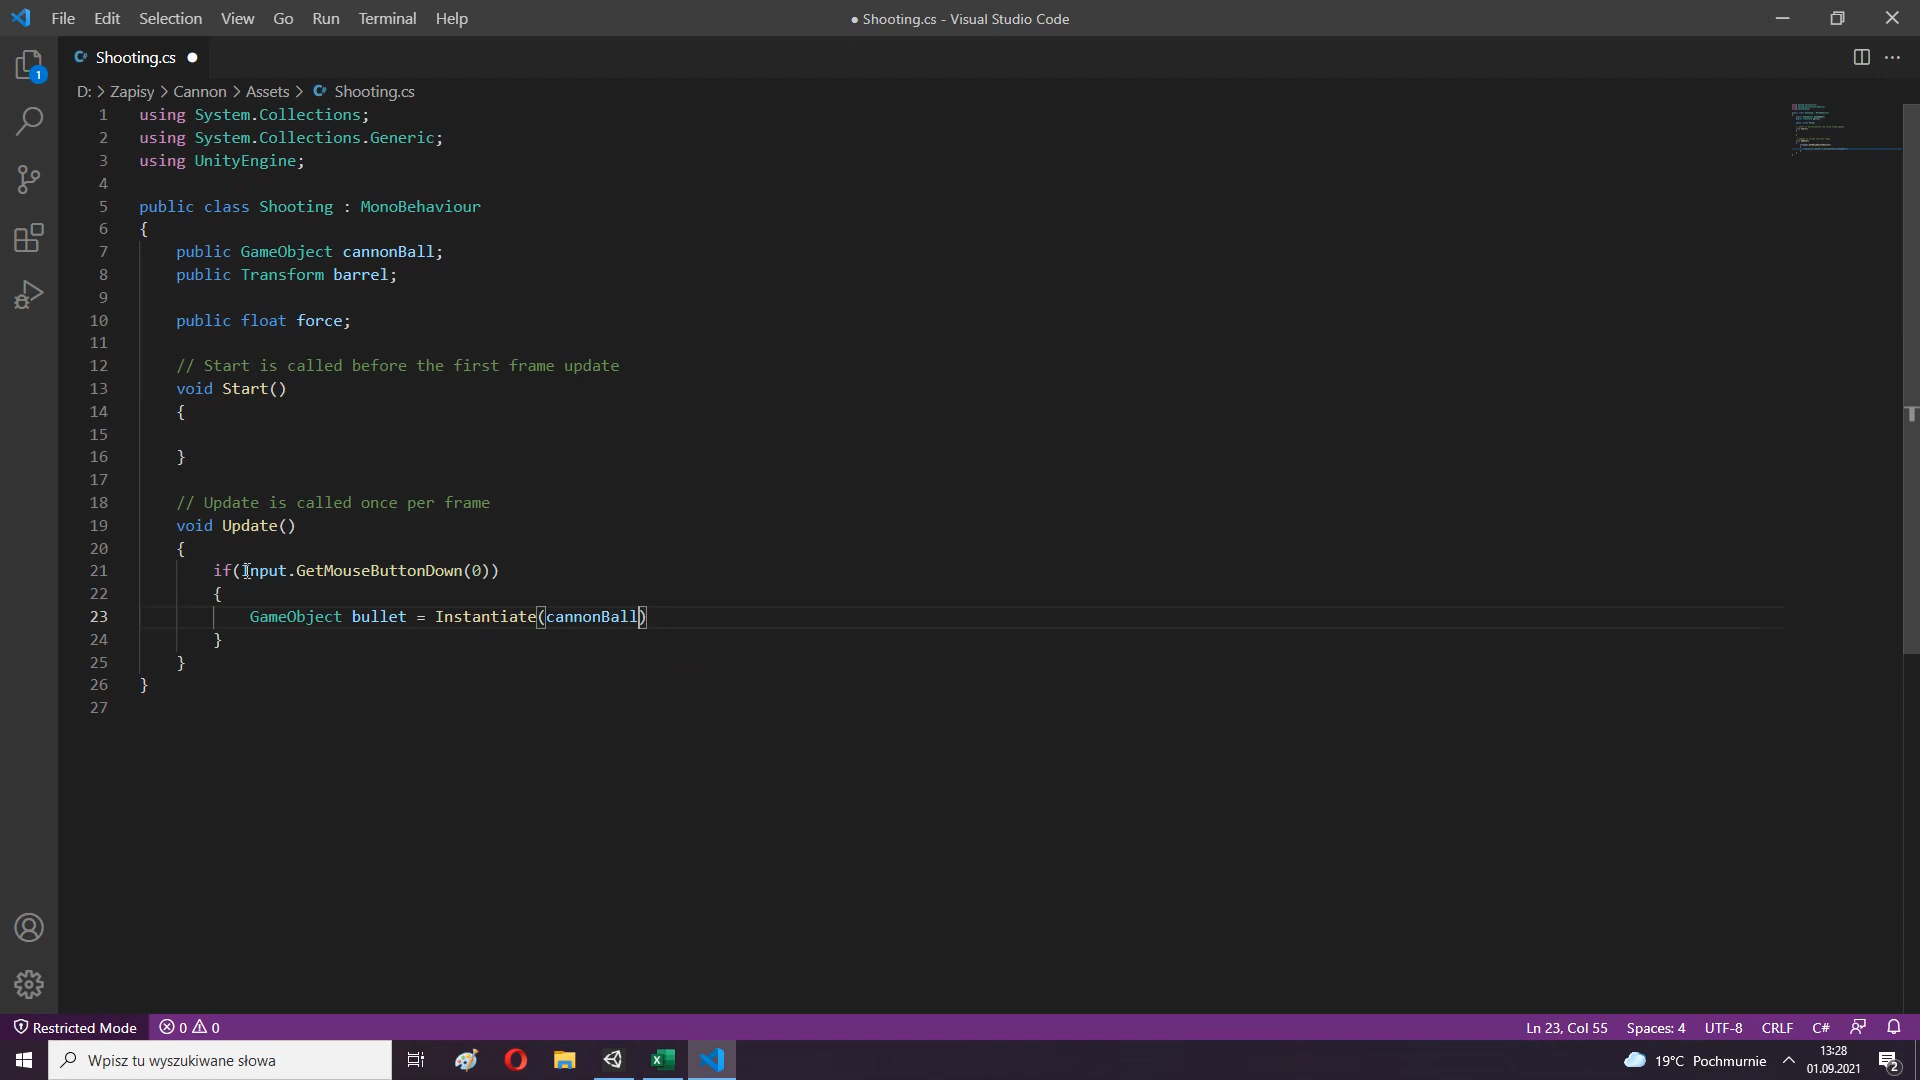 File Edit Selection View Go Run Terminal Help
● Shooting.cs - Visual Studio Code
Shooting.cs ●
D: > Zapisy > Cannon > Assets > Shooting.cs
1 using System.Collections;
2 using System.Collections.Generic;
3 using UnityEngine;
4
5 public class Shooting : MonoBehaviour
6 {
7 public GameObject cannonBall;
8 public Transform barrel;
9
10 public float force;
11
12 // Start is called before the first frame update
13 void Start()
14 {
15
16 }
17
18 // Update is called once per frame
19 void Update()
20 {
21 if(Input.GetMouseButtonDown(0))
22 {
23 GameObject bullet = Instantiate(cannonBall)
24 }
25 }
26 }
27
1
Restricted Mode 0 0
Ln 23, Col 55 Spaces: 4 UTF-8 CRLF C#
Wpisz tu wyszukiwane słowa
19°C Pochmurnie
13:28
01.09.2021
2